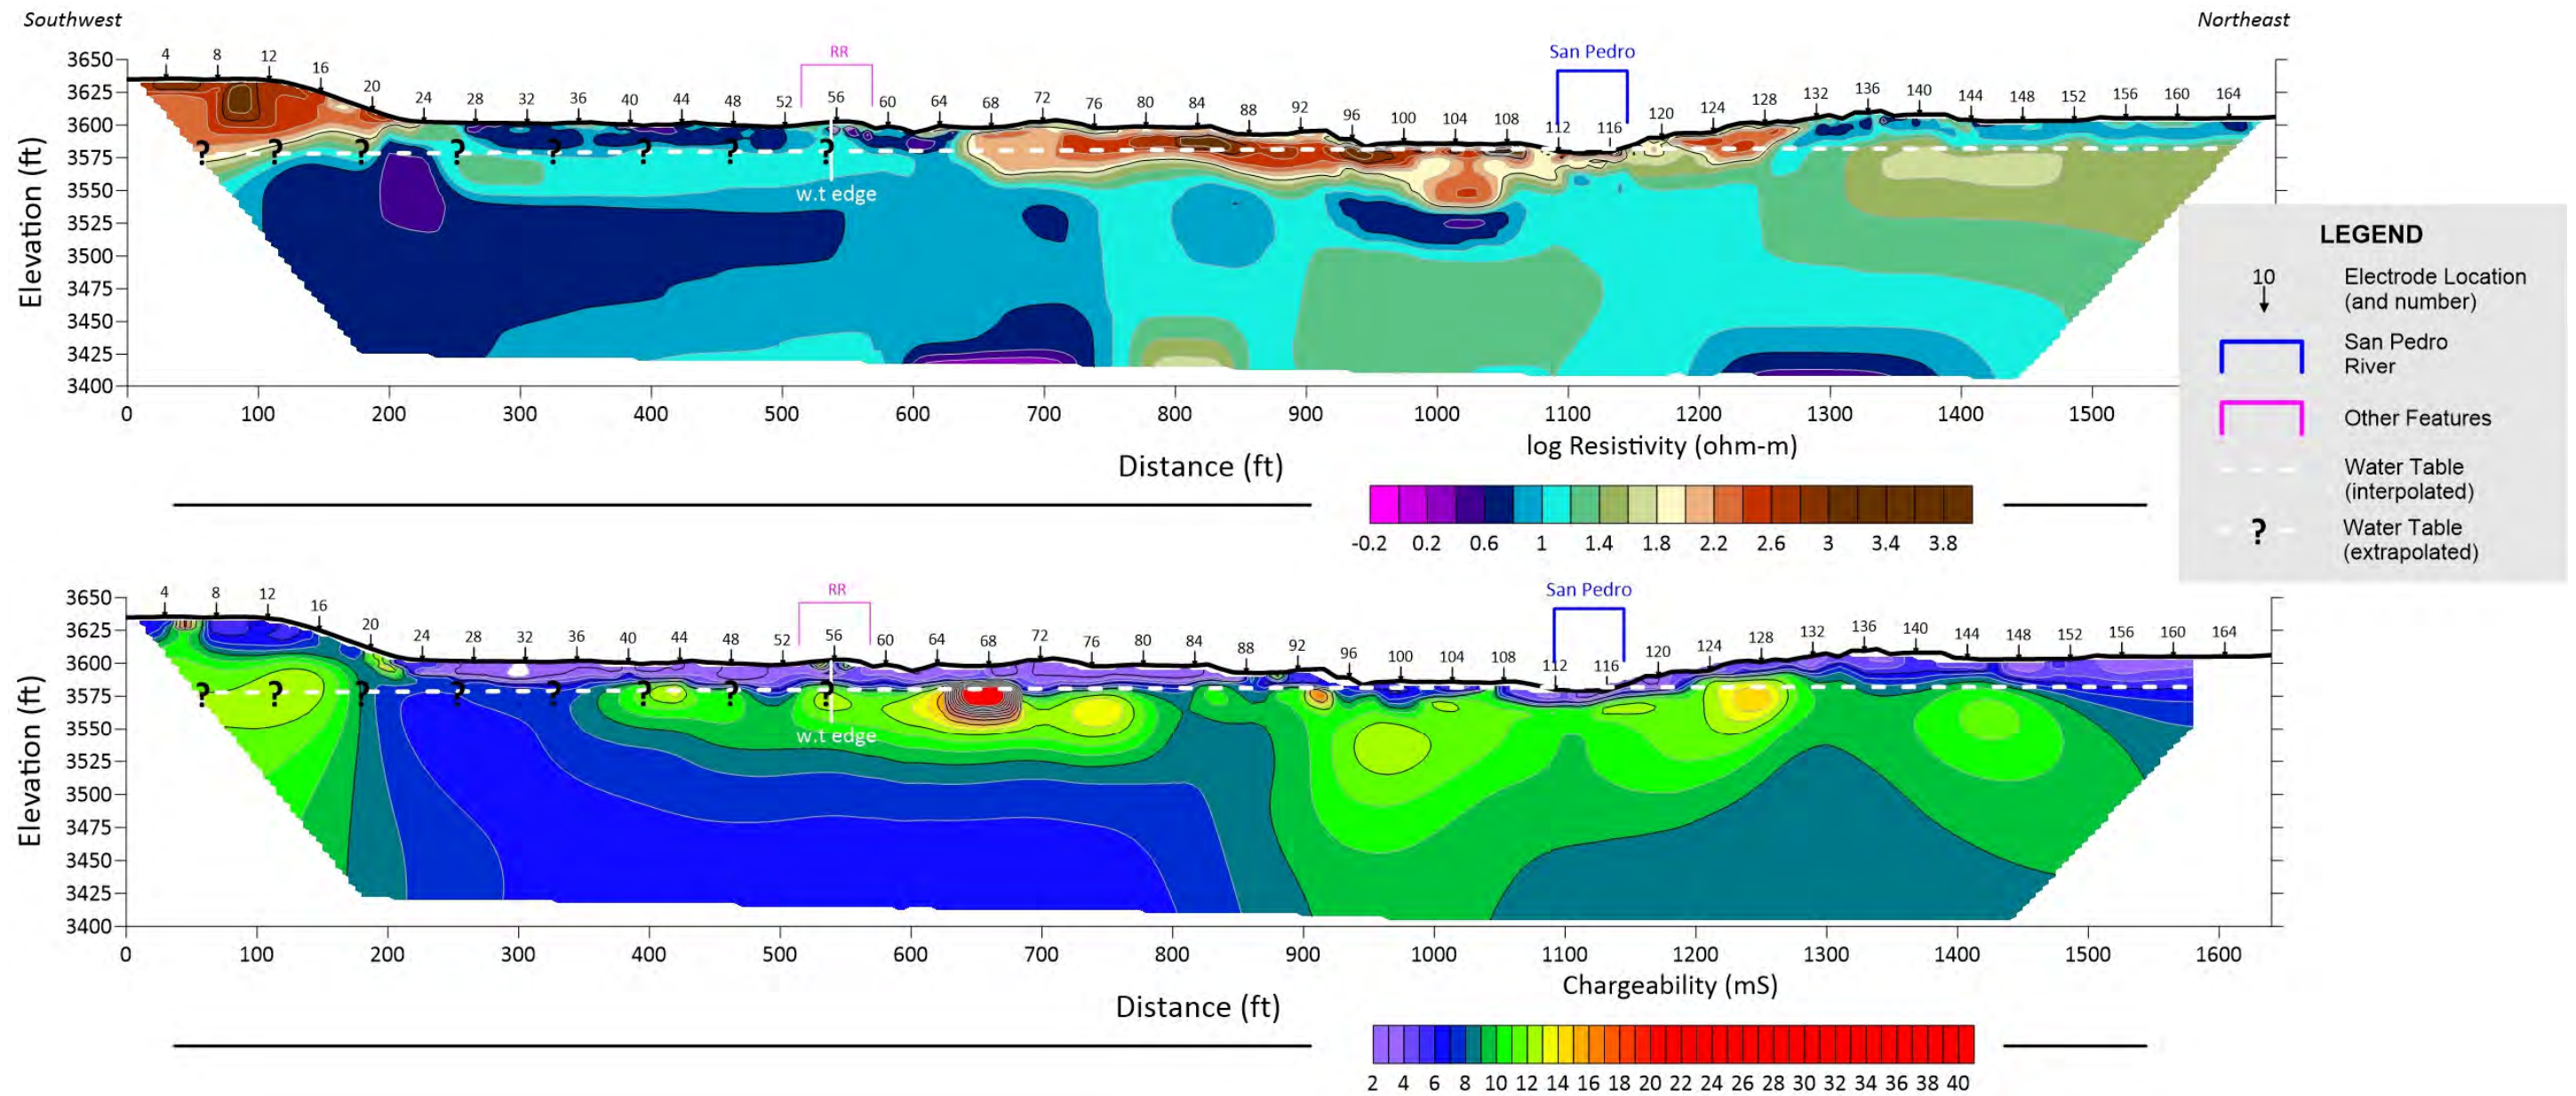 Southwest
Northeast
RR
San Pedro
4 8 12 16 20 24 28 32 36 40 44 48 52 56 60 64 68 72 76 80 84 88 92 96 100 104 108 112 116 120 124 128 132 136 140 144 148 152 156 160 164
3650
3625
3600
3575
3550
3525
3500
3475
3450
3425
3400
Elevation (ft)
? ? ? ? ? ? ? ?
w.t edge
0 100 200 300 400 500 600 700 800 900 1000 1100 1200 1300 1400 1500
Distance (ft)
log Resistivity (ohm-m)
-0.2 0.2 0.6 1 1.4 1.8 2.2 2.6 3 3.4 3.8
LEGEND
10
Electrode Location
(and number)
San Pedro
River
Other Features
Water Table
(interpolated)
?
Water Table
(extrapolated)
RR
San Pedro
4 8 12 16 20 24 28 32 36 40 44 48 52 56 60 64 68 72 76 80 84 88 92 96 100 104 108 112 116 120 124 128 132 136 140 144 148 152 156 160 164
3650
3625
3600
3575
3550
3525
3500
3475
3450
3425
3400
Elevation (ft)
? ? ? ? ? ? ? ?
w.t edge
0 100 200 300 400 500 600 700 800 900 1000 1100 1200 1300 1400 1500 1600
Distance (ft)
Chargeability (mS)
2 4 6 8 10 12 14 16 18 20 22 24 26 28 30 32 34 36 38 40